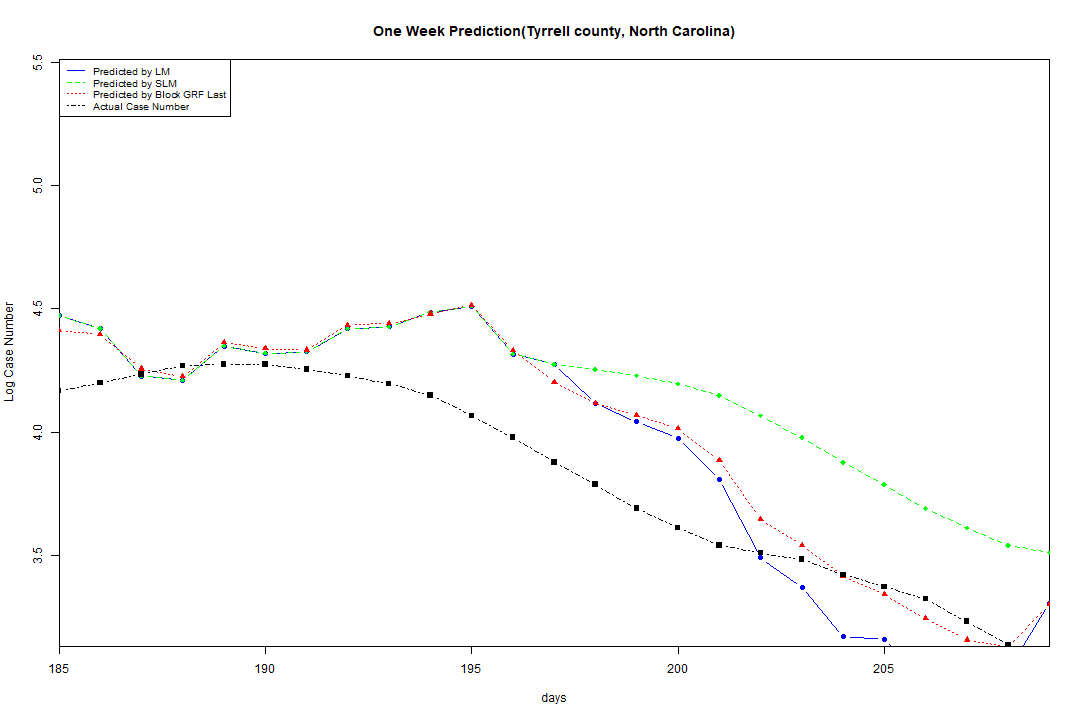 One Week Prediction(Tyrrell county, North Carolina)
Predicted by LM
Predicted by SLM
Predicted by Block GRF Last
Actual Case Number
Log Case Number
5.5
5.0
4.5
4.0
3.5
185 190 195 200 205
days